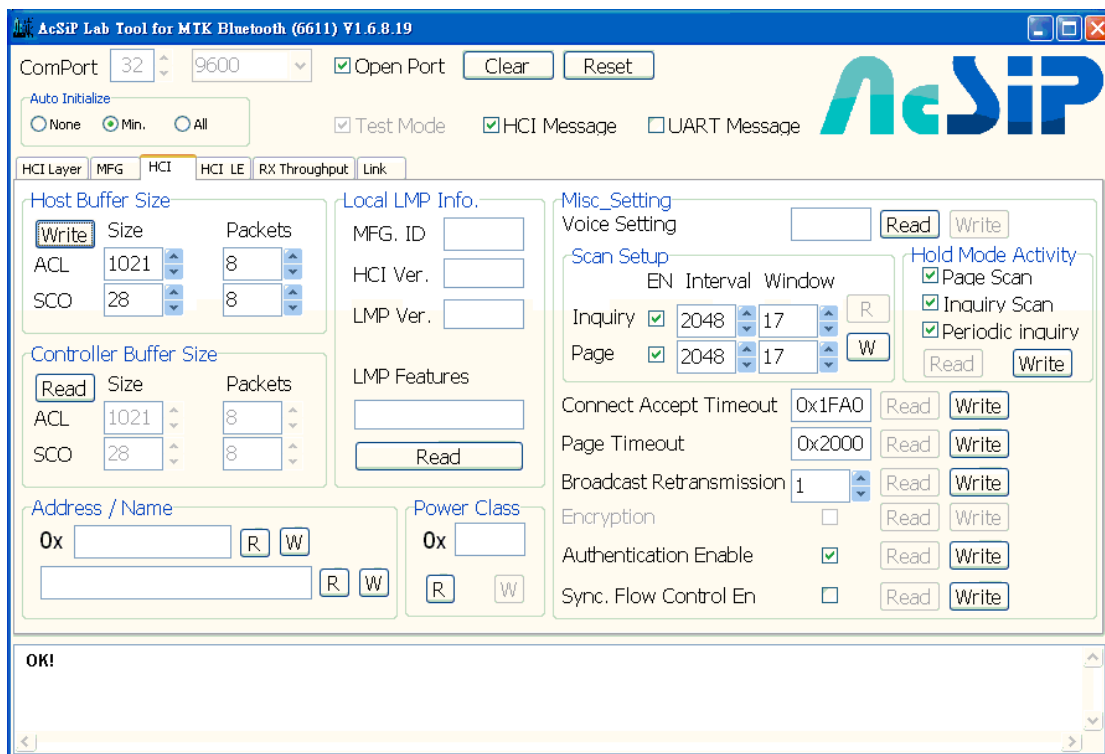 AcSiP Lab Tool for MTK Bluetooth (6611) V1.6.8.19
ComPort 32 9600 Open Port Clear Reset
AcSiP
Auto Initialize
None Min. All Test Mode HCI Message UART Message
HCI Layer MFG HCI HCI LE RX Throughput Link
Host Buffer Size
Write Size Packets
ACL 1021 8
SCO 28 8
Controller Buffer Size
Read Size Packets
ACL 1021 8
SCO 28 8
Local LMP Info.
MFG. ID
HCI Ver.
LMP Ver.
LMP Features
Read
Address / Name
0x R W
R W
Power Class
0x
R W
Misc_Setting
Voice Setting Read Write
Scan Setup
EN Interval Window
Inquiry 2048 17 R
Page 2048 17 W
Hold Mode Activity
Page Scan
Inquiry Scan
Periodic inquiry
Read Write
Connect Accept Timeout 0x1FA0 Read Write
Page Timeout 0x2000 Read Write
Broadcast Retransmission 1 Read Write
Encryption Read Write
Authentication Enable Read Write
Sync. Flow Control En Read Write
OK!